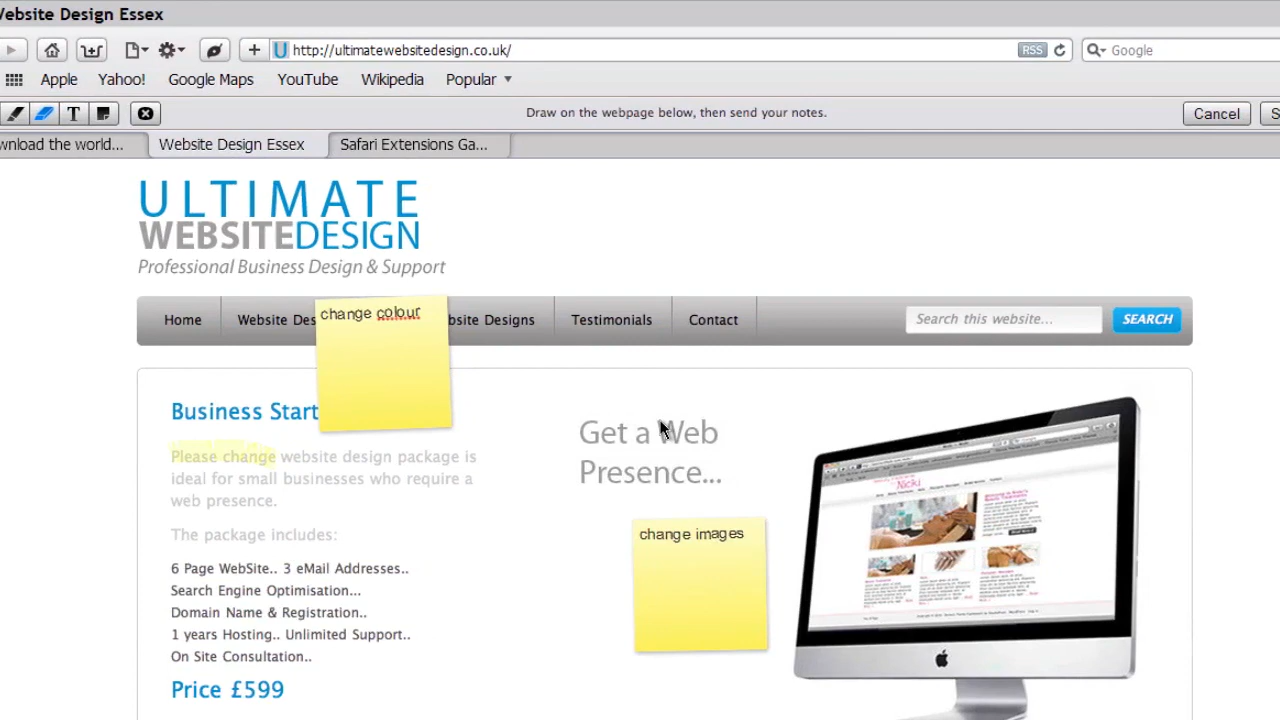 Website Design Essex
http://ultimatewebsitedesign.co.uk/
RSS
Google
Apple
Yahoo!
Google Maps
YouTube
Wikipedia
Popular
T
Draw on the webpage below, then send your notes.
Cancel
S
wnload the world...
Website Design Essex
Safari Extensions Ga...
ULTIMATE
WEBSITEDESIGN
Professional Business Design & Support
Home
Website Des
change colour
bsite Designs
Testimonials
Contact
Search this website...
SEARCH
Business Start
Please change website design package is
ideal for small businesses who require a
web presence.
The package includes:
6 Page WebSite.. 3 eMail Addresses..
Search Engine Optimisation...
Domain Name & Registration..
1 years Hosting.. Unlimited Support..
On Site Consultation..
Price £599
Get a Web
Presence...
change images
Nicki